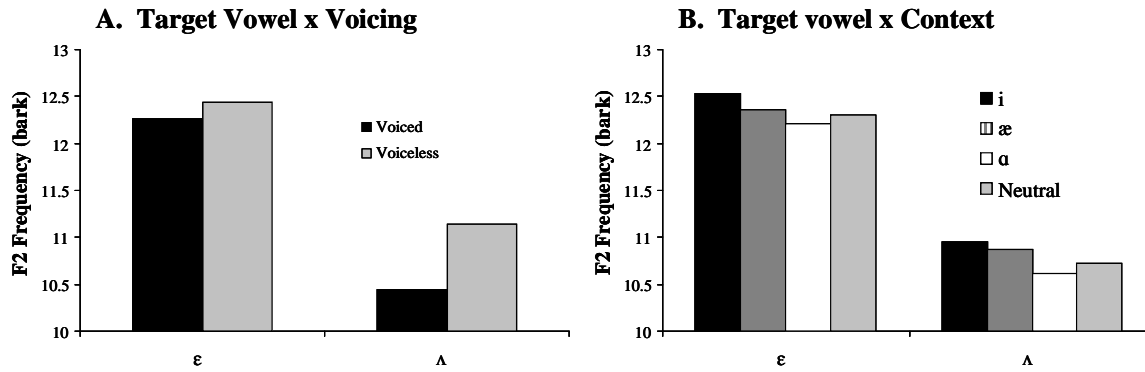 A. Target Vowel x Voicing
13
12.5
12
11.5
11
10.5
10
F2 Frequency (bark)
Voiced
Voiceless
ɛ
ʌ
B. Target vowel x Context
13
12.5
12
11.5
11
10.5
10
F2 Frequency (bark)
i
æ
ɑ
Neutral
ɛ
ʌ